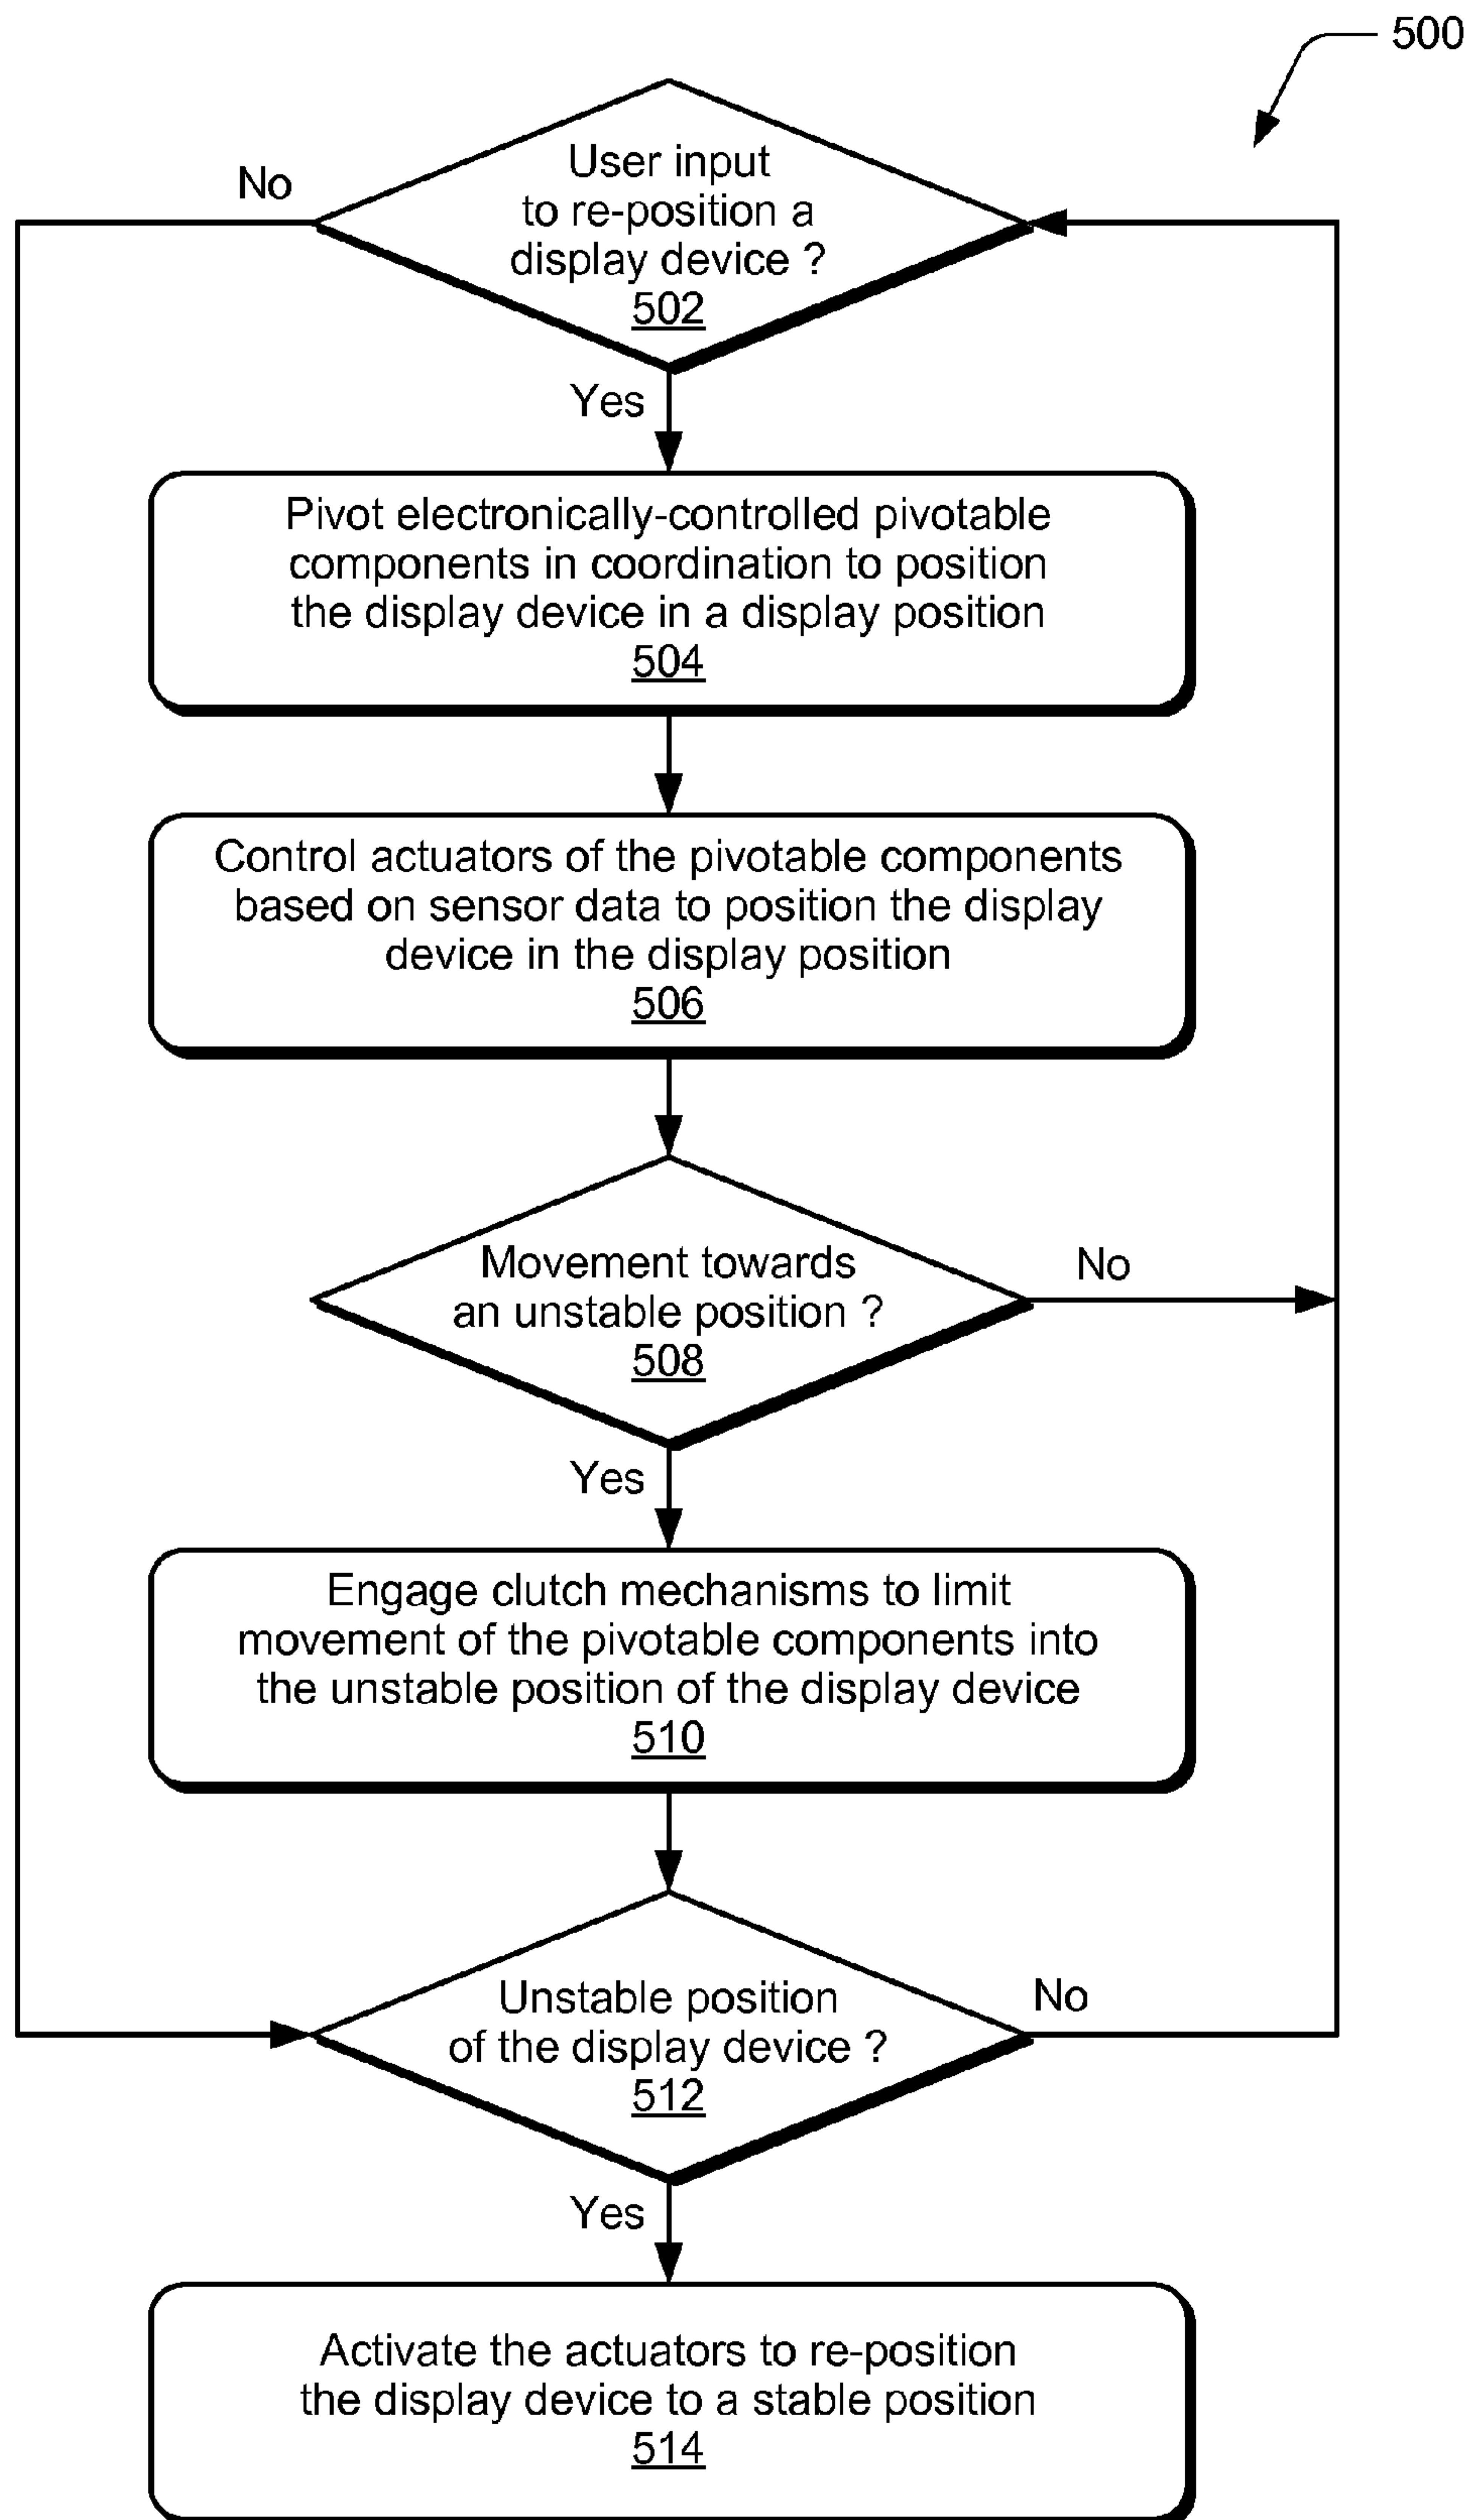 500
User input
to re-position a
display device ?
502
No
Yes
Pivot electronically-controlled pivotable
components in coordination to position
the display device in a display position
504
Control actuators of the pivotable components
based on sensor data to position the display
device in the display position
506
Movement towards
an unstable position ?
508
No
Yes
Engage clutch mechanisms to limit
movement of the pivotable components into
the unstable position of the display device
510
Unstable position
of the display device ?
512
No
Yes
Activate the actuators to re-position
the display device to a stable position
514